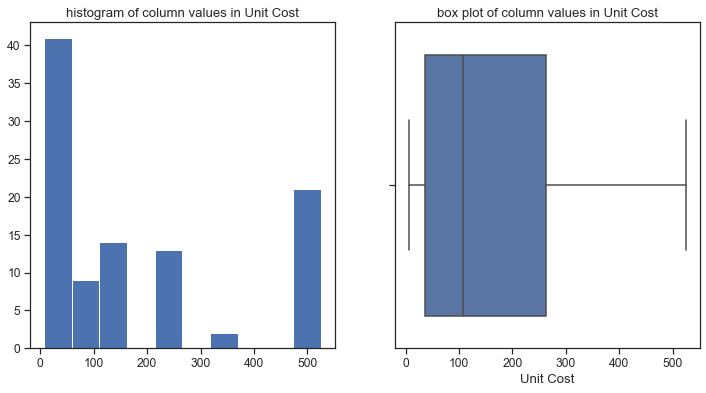 histogram of column values in Unit Cost
40
35
30
25
20
15
10
5
0
0 100 200 300 400 500
box plot of column values in Unit Cost
0 100 200 300 400 500
Unit Cost